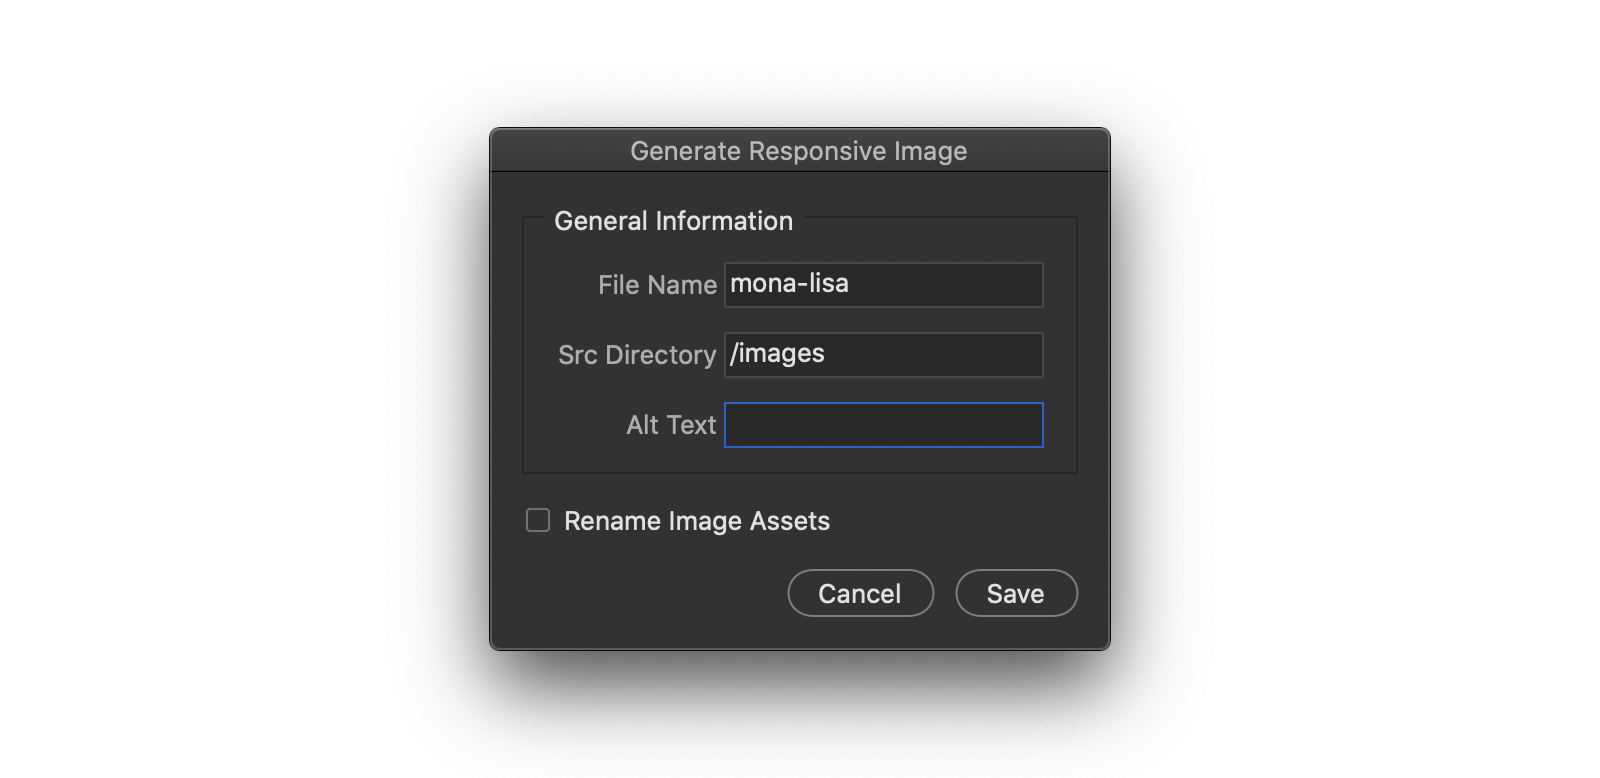 Generate Responsive Image
General Information
File Name mona-lisa
Src Directory /images
Alt Text
Rename Image Assets
Cancel Save